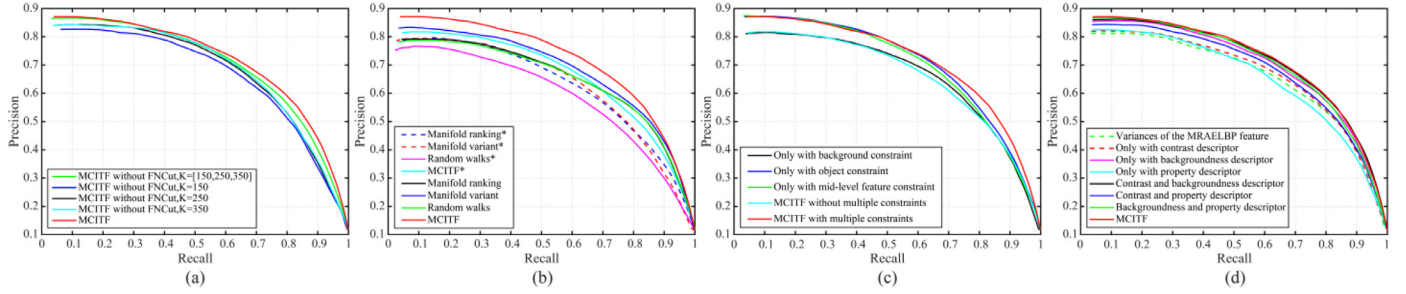 Precision
0.9
0.8
0.7
0.6
0.5
0.4
0.3
0.2
0.1
MCITF without FNCut,K=[150,250,350]
MCITF without FNCut,K=150
MCITF without FNCut,K=250
MCITF without FNCut,K=350
MCITF
0 0.1 0.2 0.3 0.4 0.5 0.6 0.7 0.8 0.9 1
Recall
(a)
Precision
0.9
0.8
0.7
0.6
0.5
0.4
0.3
0.2
0.1
Manifold ranking*
Manifold variant*
Random walks*
MCITF*
Manifold ranking
Manifold variant
Random walks
MCITF
0 0.1 0.2 0.3 0.4 0.5 0.6 0.7 0.8 0.9 1
Recall
(b)
Precision
0.9
0.8
0.7
0.6
0.5
0.4
0.3
0.2
0.1
Only with background constraint
Only with object constraint
Only with mid-level feature constraint
MCITF without multiple constraints
MCITF with multiple constraints
0 0.1 0.2 0.3 0.4 0.5 0.6 0.7 0.8 0.9 1
Recall
(c)
Precision
0.9
0.8
0.7
0.6
0.5
0.4
0.3
0.2
0.1
Variances of the MRAELBP feature
Only with contrast descriptor
Only with backgroundness descriptor
Only with property descriptor
Contrast and backgroundness descriptor
Contrast and property descriptor
Backgroundness and property descriptor
MCITF
0 0.1 0.2 0.3 0.4 0.5 0.6 0.7 0.8 0.9 1
Recall
(d)